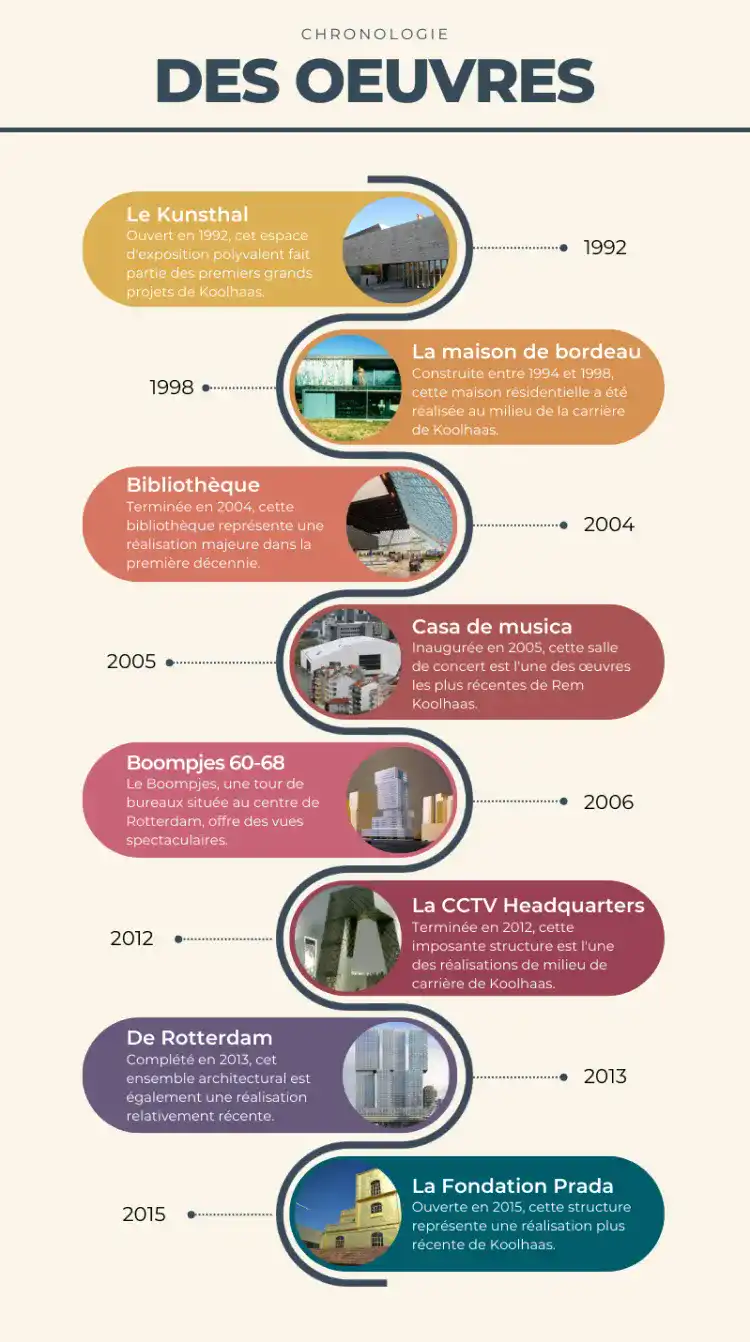 CHRONOLOGIE
DES OEUVRES
Le Kunsthal
Ouvert en 1992, cet espace
d'exposition polyvalent fait
partie des premiers grands
projets de Koolhaas.
1992
La maison de bordeau
Construite entre 1994 et 1998,
cette maison résidentielle a été
réalisée au milieu de la carrière
de Koolhaas.
1998
Bibliothèque
Terminée en 2004, cette
bibliothèque représente une
réalisation majeure dans la
première décennie.
2004
Casa de musica
Inaugurée en 2005, cette salle
de concert est l'une des œuvres
les plus récentes de Rem
Koolhaas.
2005
Boompjes 60-68
Le Boompjes, une tour de
bureaux située au centre de
Rotterdam, offre des vues
spectaculaires.
2006
La CCTV Headquarters
Terminée en 2012, cette
imposante structure est l'une
des réalisations de milieu de
carrière de Koolhaas.
2012
De Rotterdam
Complété en 2013, cet
ensemble architectural est
également une réalisation
relativement récente.
2013
La Fondation Prada
Ouverte en 2015, cette structure
représente une réalisation plus
récente de Koolhaas.
2015